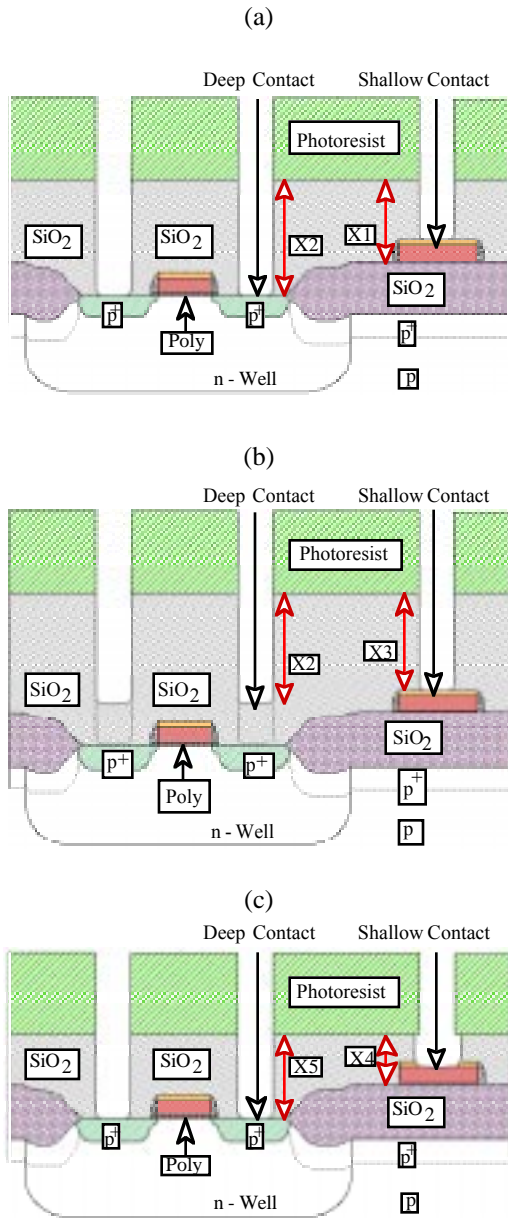 (a)
Deep Contact
Shallow Contact
Photoresist
SiO2
SiO2
X2
X1
SiO2
p+
p+
p+
Poly
n - Well
p
(b)
Deep Contact
Shallow Contact
Photoresist
SiO2
SiO2
X2
X3
SiO2
p+
p+
p+
Poly
n - Well
p
(c)
Deep Contact
Shallow Contact
Photoresist
SiO2
SiO2
X5
X4
SiO2
p+
p+
p+
Poly
n - Well
p